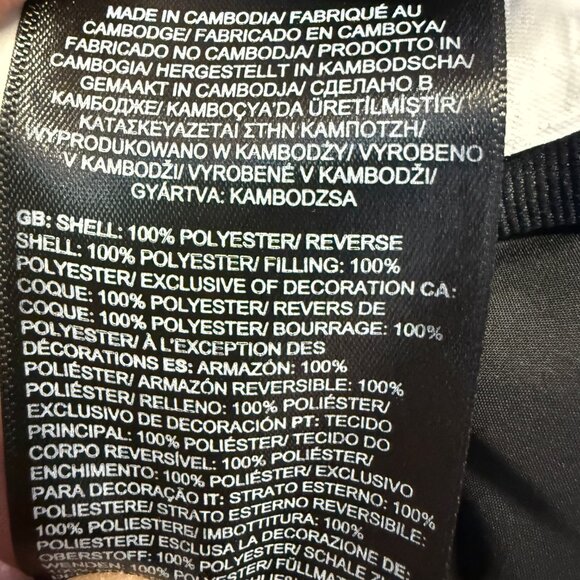 MADE IN CAMBODIA/ FABRIQUÉ AU
CAMBODGE/ FABRICADO EN CAMBOYA/
FABRICADO NO CAMBODJA/ PRODOTTO IN
CAMBOGIA/ HERGESTELLT IN KAMBODSCHA/
GEMAAKT IN CAMBODJA/ СДЕЛАНО В
КАМБОДЖЕ/ KAMBOÇYA'DA ÜRETİLMİŞTİR/
ΚΑΤΑΣΚΕΥΑΖΕΤΑΙ ΣΤΗΝ ΚΑΜΠΟΤΖΗ/
WYPRODUKOWANO W KAMBODŻY/ VYROBENO
V KAMBODŽI/ VYROBENÉ V KAMBODŽI/
GYÁRTVA: KAMBODZSA
GB: SHELL: 100% POLYESTER/ REVERSE
SHELL: 100% POLYESTER/ FILLING: 100%
POLYESTER/ EXCLUSIVE OF DECORATION CA:
COQUE: 100% POLYESTER/ REVERS DE
COQUE: 100% POLYESTER/ BOURRAGE: 100%
POLYESTER/ À L'EXCEPTION DES
DÉCORATIONS ES: ARMAZÓN: 100%
POLIÉSTER/ ARMAZÓN REVERSIBLE: 100%
POLIÉSTER/ RELLENO: 100% POLIÉSTER/
EXCLUSIVO DE DECORACIÓN PT: TECIDO
PRINCIPAL: 100% POLIÉSTER/ TECIDO DO
CORPO REVERSÍVEL: 100% POLIÉSTER/
ENCHIMENTO: 100% POLIÉSTER/ EXCLUSIVO
PARA DECORAÇÃO IT: STRATO ESTERNO: 100%
POLIESTERE/ STRATO ESTERNO REVERSIBILE:
100% POLIESTERE/ IMBOTTITURA: 100%
POLIESTERE/ ESCLUSA LA DECORAZIONE DE:
OBERSTOFF: 100% POLYESTER/ SCHALE
WENDEN: 100% POLYESTER/